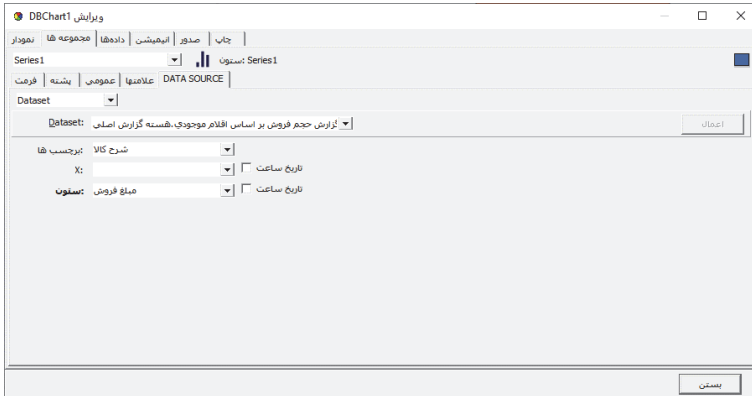 ویرایش DBChart1
نمودار مجموعه ها داده‌ها انیمیشن صدور چاپ
Series1 ستون: Series1
فرمت پشته عمومی علامتها DATA SOURCE
Dataset
Dataset: گزارش حجم فروش بر اساس اقلام موجودي،هسته گزارش اصلي
اعمال
برچسب ها: شرح کالا
X: تاریخ ساعت
ستون: مبلغ فروش تاریخ ساعت
بستن